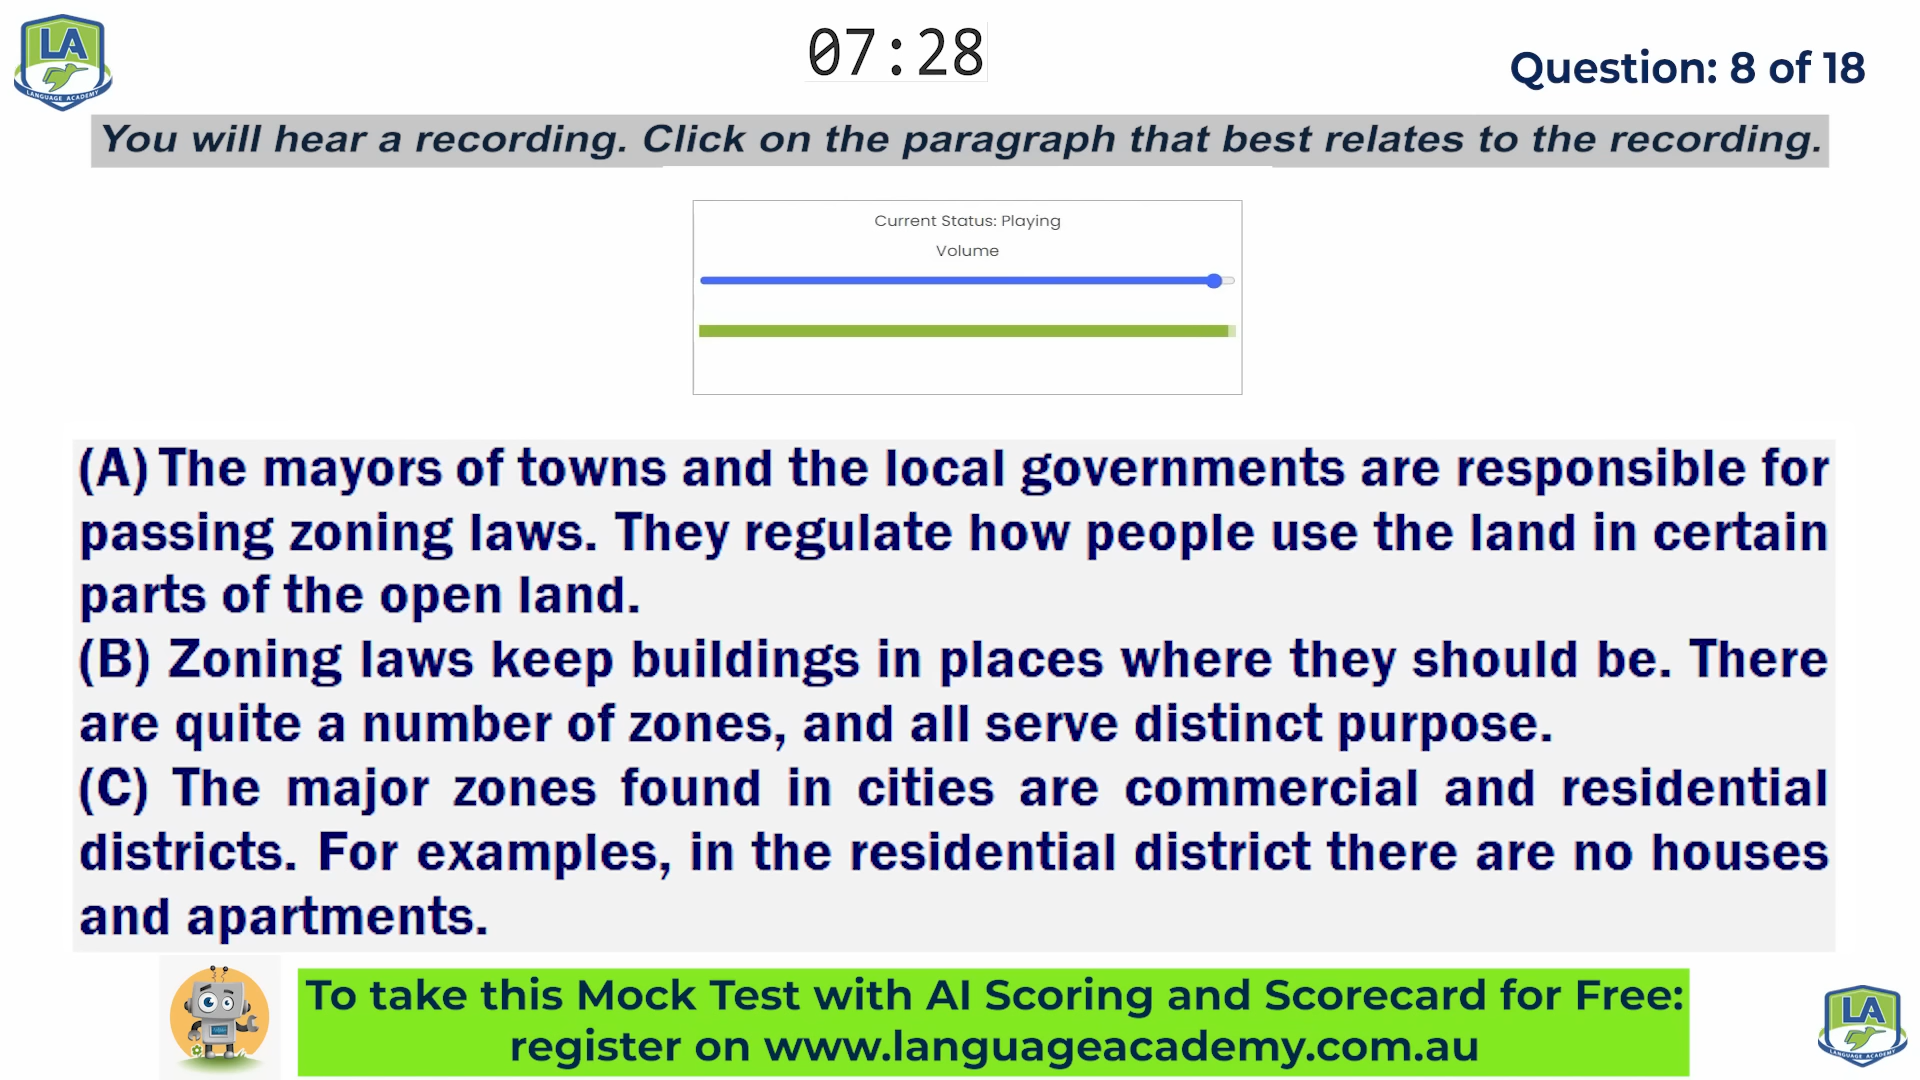 LA
LANGUAGE ACADEMY
07:28
Question: 8 of 18
You will hear a recording. Click on the paragraph that best relates to the recording.
Current Status: Playing
Volume
(A) The mayors of towns and the local governments are responsible for
passing zoning laws. They regulate how people use the land in certain
parts of the open land.
(B) Zoning laws keep buildings in places where they should be. There
are quite a number of zones, and all serve distinct purpose.
(C) The major zones found in cities are commercial and residential
districts. For examples, in the residential district there are no houses
and apartments.
To take this Mock Test with AI Scoring and Scorecard for Free:
register on www.languageacademy.com.au
LA
LANGUAGE ACADEMY